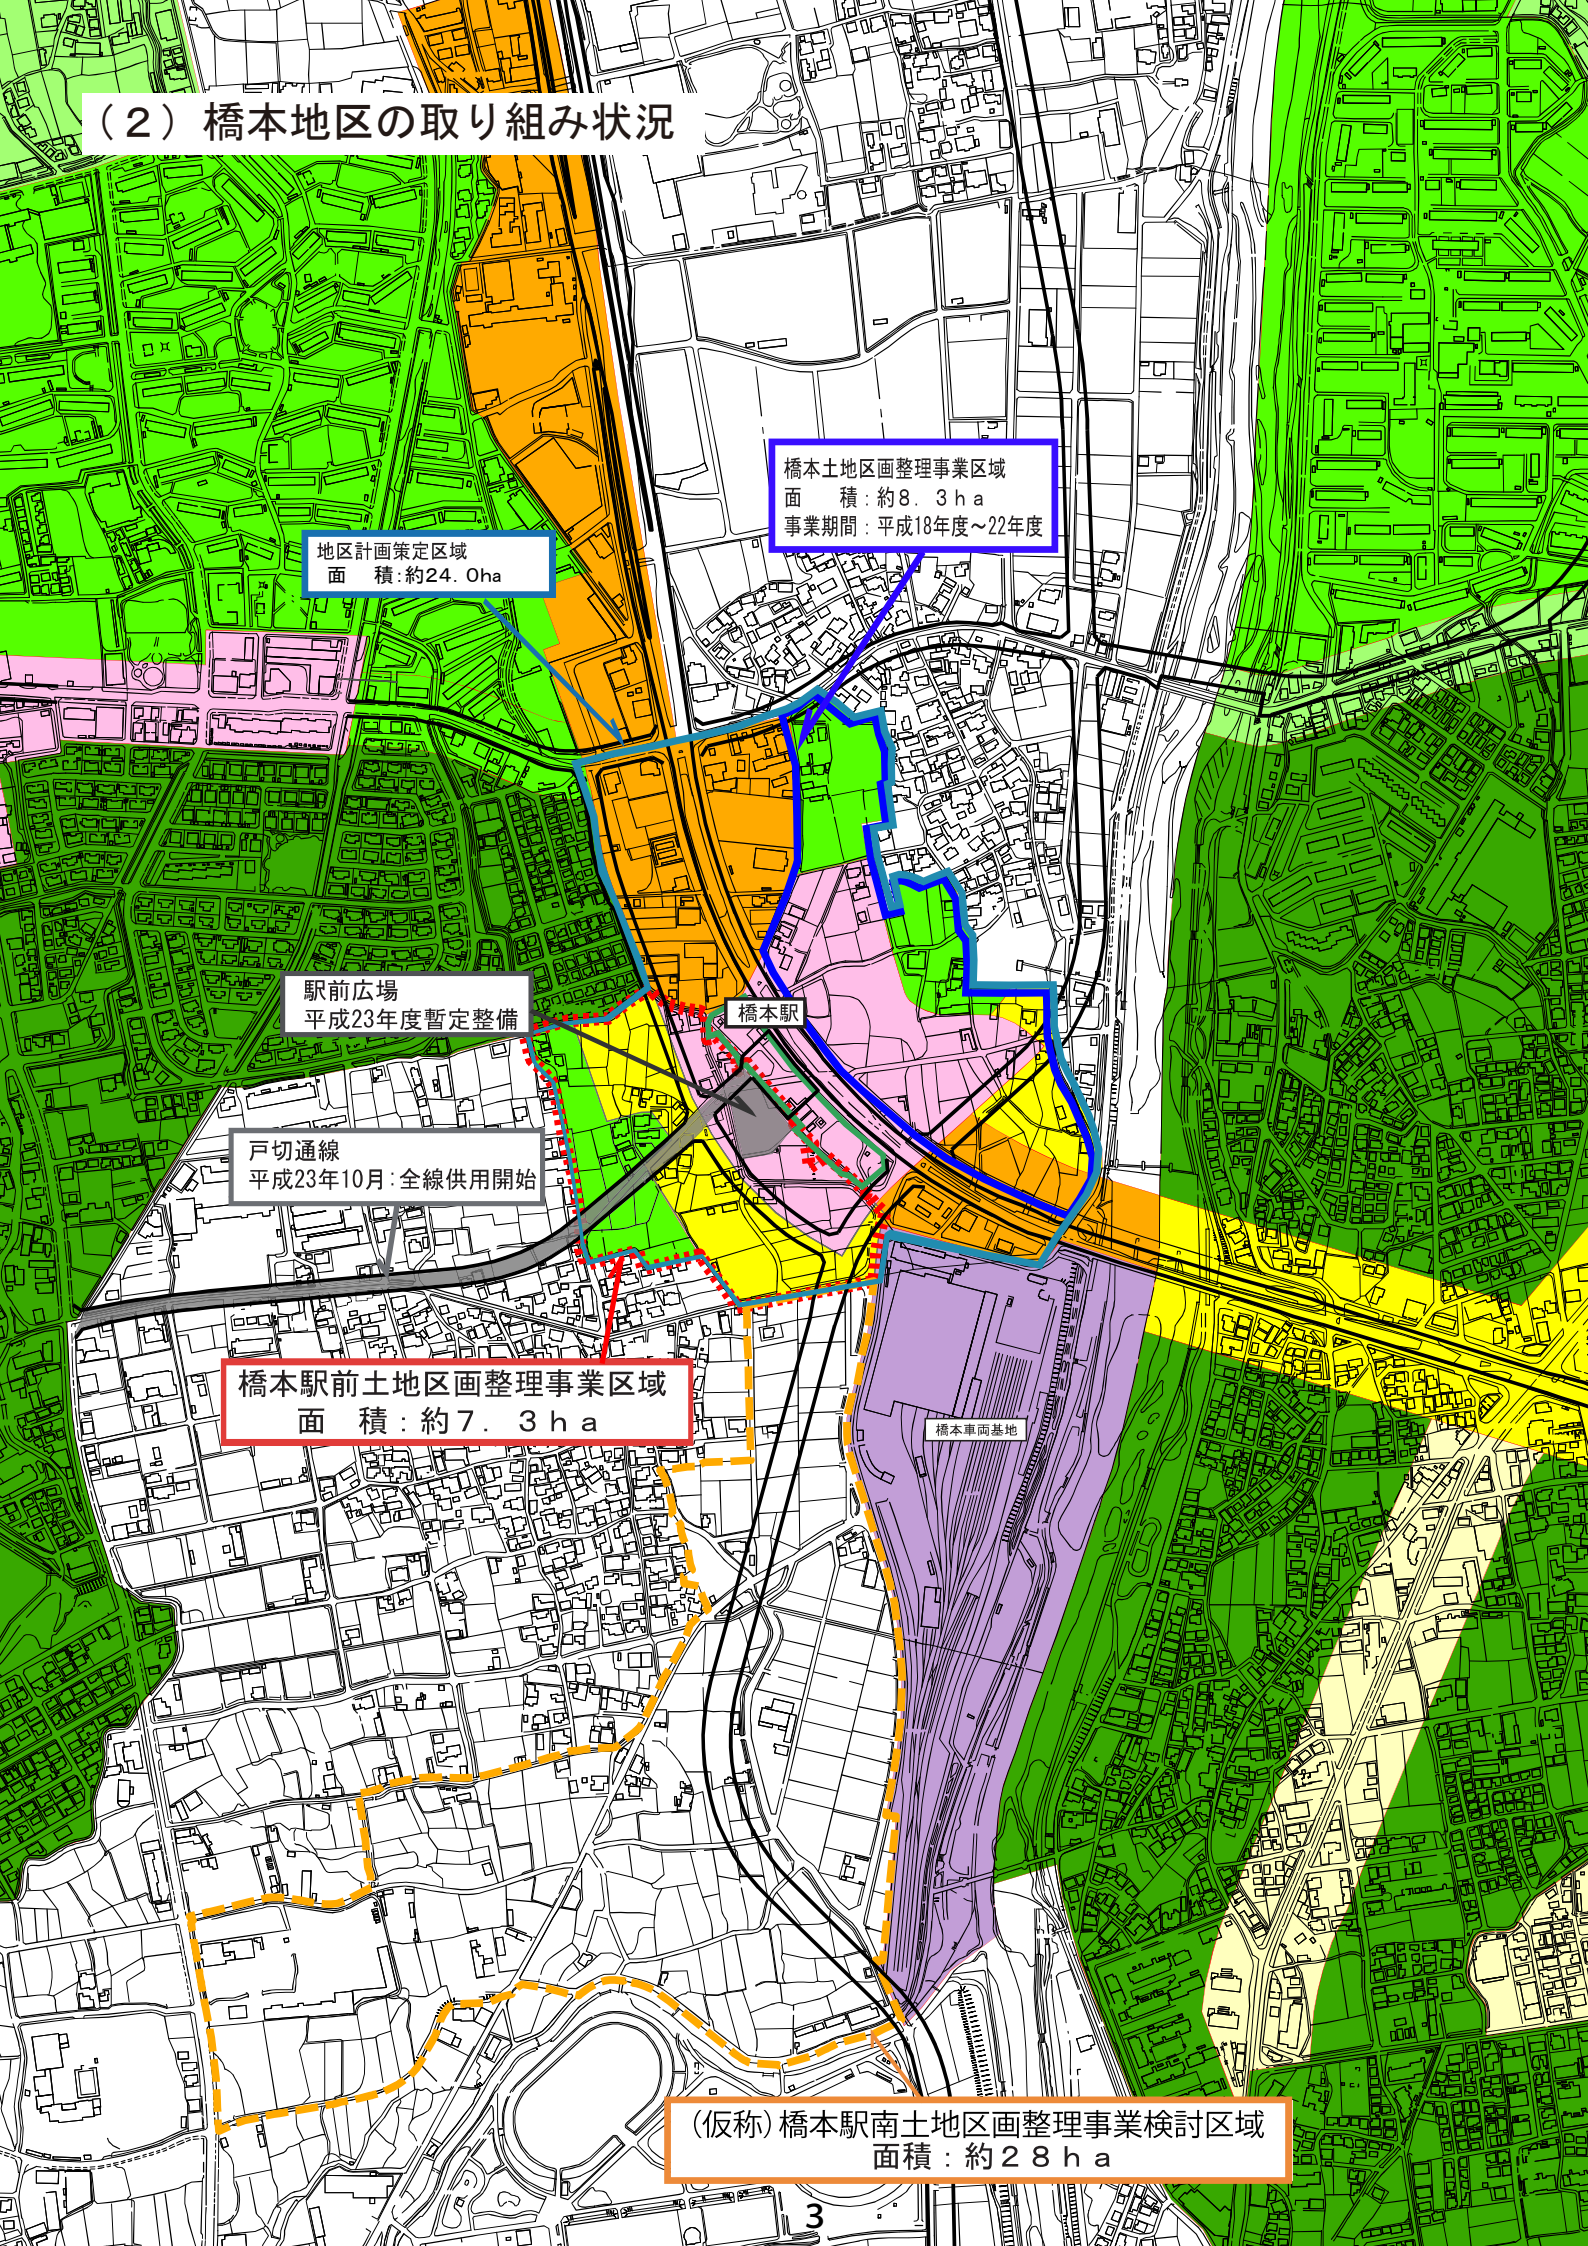 （２）橋本地区の取り組み状況
橋本土地区画整理事業区域
面　積：約８．３ｈａ
事業期間：平成18年度～22年度
地区計画策定区域
面　積：約24．0ha
駅前広場
平成23年度暫定整備
橋本駅
戸切通線
平成23年10月：全線供用開始
橋本駅前土地区画整理事業区域
面　積：約７．３ｈａ
橋本車両基地
（仮称）橋本駅南土地区画整理事業検討区域
面積：約２８ｈａ
3